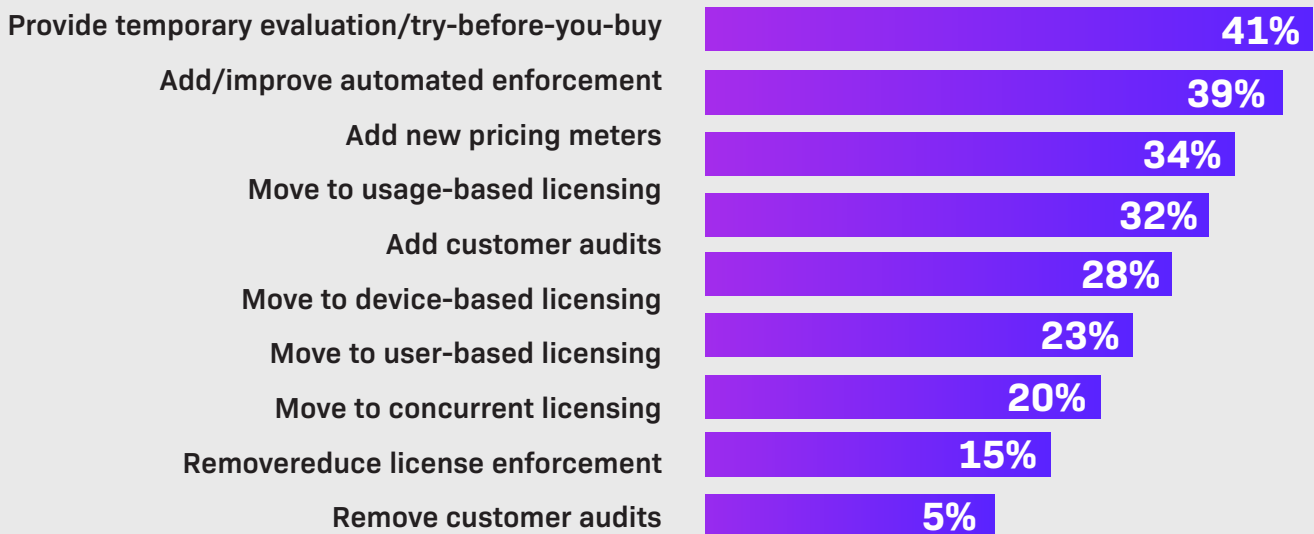 Provide temporary evaluation/try-before-you-buy 41%
Add/improve automated enforcement 39%
Add new pricing meters 34%
Move to usage-based licensing 32%
Add customer audits 28%
Move to device-based licensing 23%
Move to user-based licensing 20%
Move to concurrent licensing 15%
Removereduce license enforcement 5%
Remove customer audits